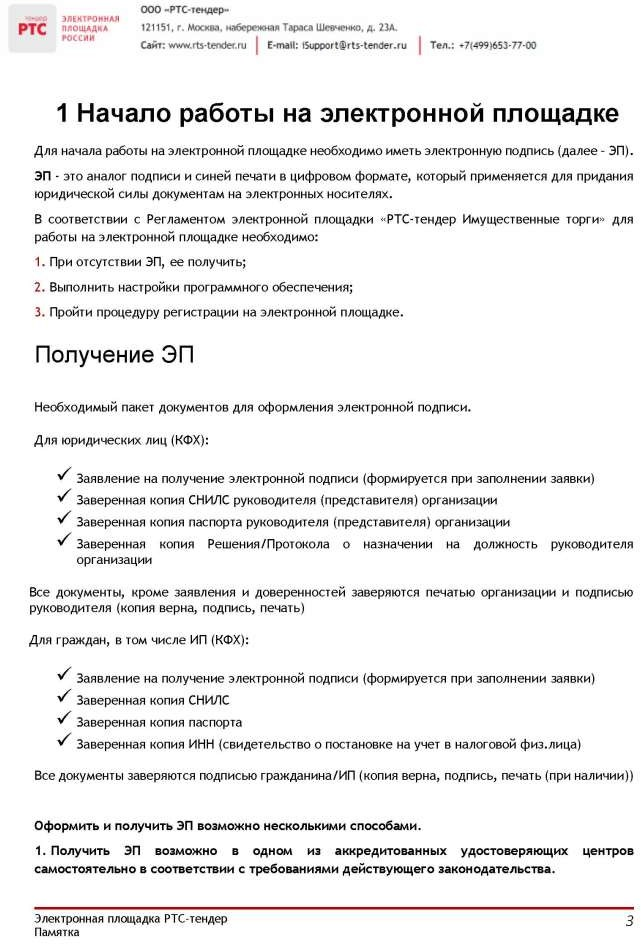 ООО «РТС-тендер»
тендер
РТС
ЭЛЕКТРОННАЯ
ПЛОЩАДКА
РОССИИ
121151, г. Москва, набережная Тараса Шевченко, д. 23А.
Сайт: www.rts-tender.ru E-mail: iSupport@rts-tender.ru Тел.: +7(499)653-77-00
1 Начало работы на электронной площадке
Для начала работы на электронной площадке необходимо иметь электронную подпись (далее – ЭП).
ЭП - это аналог подписи и синей печати в цифровом формате, который применяется для придания
юридической силы документам на электронных носителях.
В соответствии с Регламентом электронной площадки «РТС-тендер Имущественные торги» для
работы на электронной площадке необходимо:
1. При отсутствии ЭП, ее получить;
2. Выполнить настройки программного обеспечения;
3. Пройти процедуру регистрации на электронной площадке.
Получение ЭП
Необходимый пакет документов для оформления электронной подписи.
Для юридических лиц (КФХ):
✓ Заявление на получение электронной подписи (формируется при заполнении заявки)
✓ Заверенная копия СНИЛС руководителя (представителя) организации
✓ Заверенная копия паспорта руководителя (представителя) организации
✓ Заверенная копия Решения/Протокола о назначении на должность руководителя
организации
Все документы, кроме заявления и доверенностей заверяются печатью организации и подписью
руководителя (копия верна, подпись, печать)
Для граждан, в том числе ИП (КФХ):
✓ Заявление на получение электронной подписи (формируется при заполнении заявки)
✓ Заверенная копия СНИЛС
✓ Заверенная копия паспорта
✓ Заверенная копия ИНН (свидетельство о постановке на учет в налоговой физ.лица)
Все документы заверяются подписью гражданина/ИП (копия верна, подпись, печать (при наличии))
Оформить и получить ЭП возможно несколькими способами.
1. Получить ЭП возможно в одном из аккредитованных удостоверяющих центров
самостоятельно в соответствии с требованиями действующего законодательства.
Электронная площадка РТС-тендер
Памятка
3